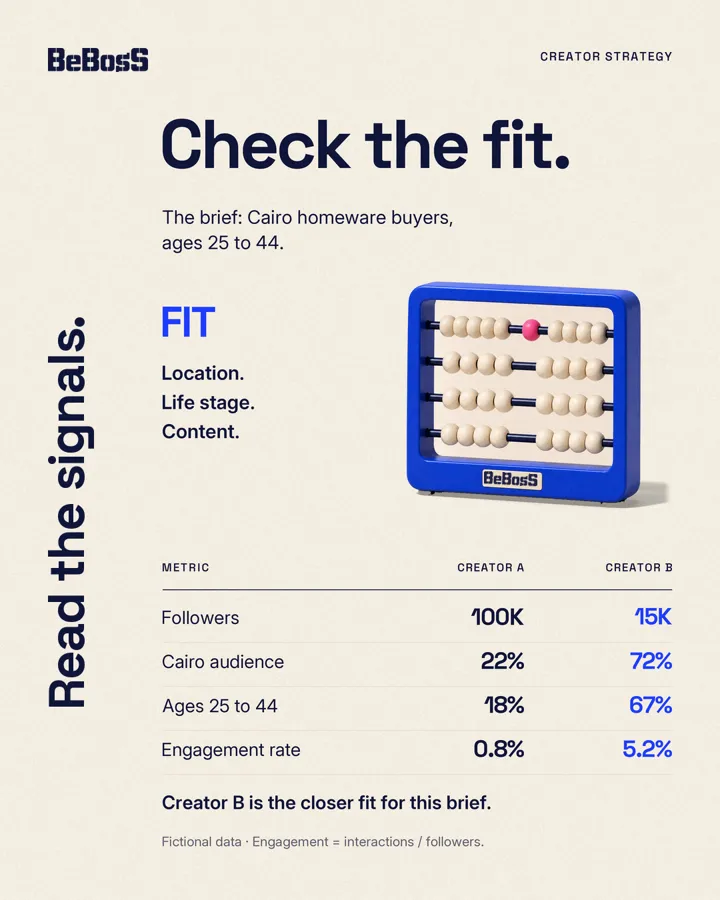 BeBosS
CREATOR STRATEGY
Check the fit.
The brief: Cairo homeware buyers,
ages 25 to 44.
FIT
Location.
Life stage.
Content.
BeBosS
Read the signals.
METRIC CREATOR A CREATOR B
Followers 100K 15K
Cairo audience 22% 72%
Ages 25 to 44 18% 67%
Engagement rate 0.8% 5.2%
Creator B is the closer fit for this brief.
Fictional data · Engagement = interactions / followers.